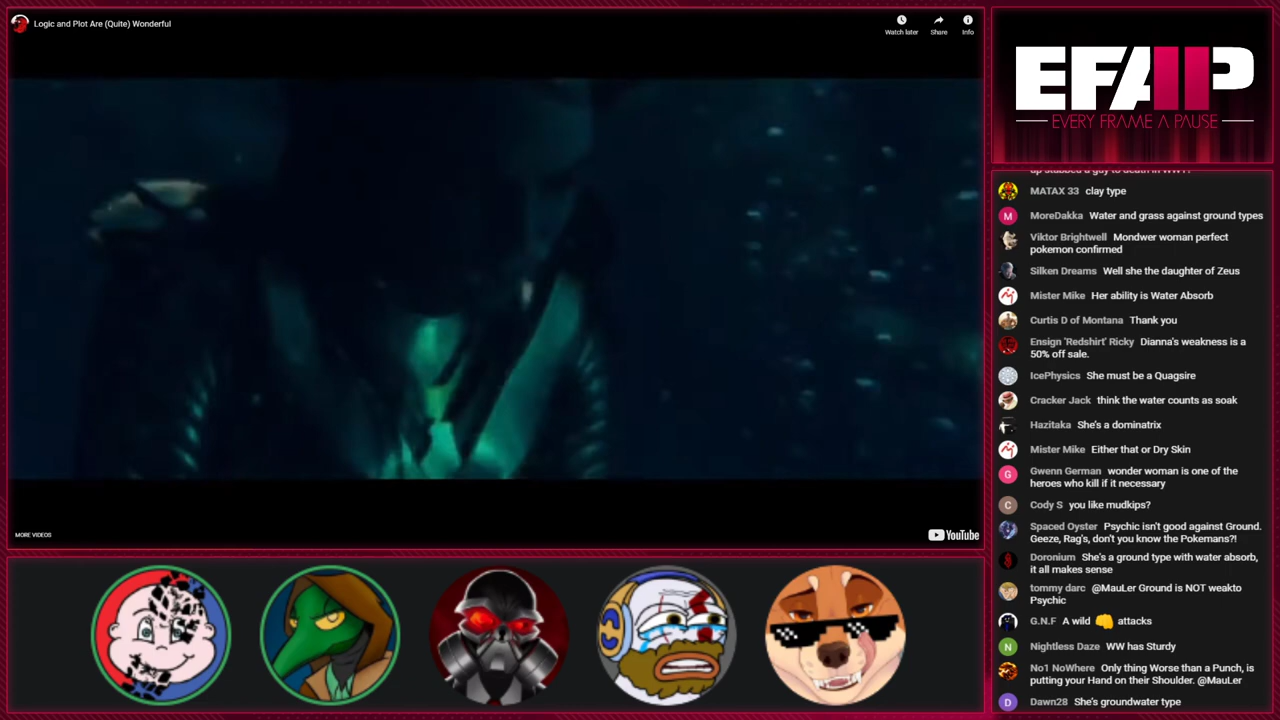 Logic and Plot Are (Quite) Wonderful
Watch later
Share
Info
MORE VIDEOS
YouTube
EFAP
EVERY FRAME A PAUSE
MATAX 33 clay type
MoreDakka Water and grass against ground types
Viktor Brightwell Mondwer woman perfect
pokemon confirmed
Silken Dreams Well she the daughter of Zeus
Mister Mike Her ability is Water Absorb
Curtis D of Montana Thank you
Ensign 'Redshirt' Ricky Dianna's weakness is a
50% off sale.
IcePhysics She must be a Quagsire
Cracker Jack think the water counts as soak
Hazitaka She's a dominatrix
Mister Mike Either that or Dry Skin
Gwenn German wonder woman is one of the
heroes who kill if it necessary
Cody S you like mudkips?
Spaced Oyster Psychic isn't good against Ground.
Geeze, Rag's, don't you know the Pokemans?!
Doronium She's a ground type with water absorb,
it all makes sense
tommy darc @MauLer Ground is NOT weakto
Psychic
G.N.F A wild 👊 attacks
Nightless Daze WW has Sturdy
No1 NoWhere Only thing Worse than a Punch, is
putting your Hand on their Shoulder. @MauLer
Dawn28 She's groundwater type